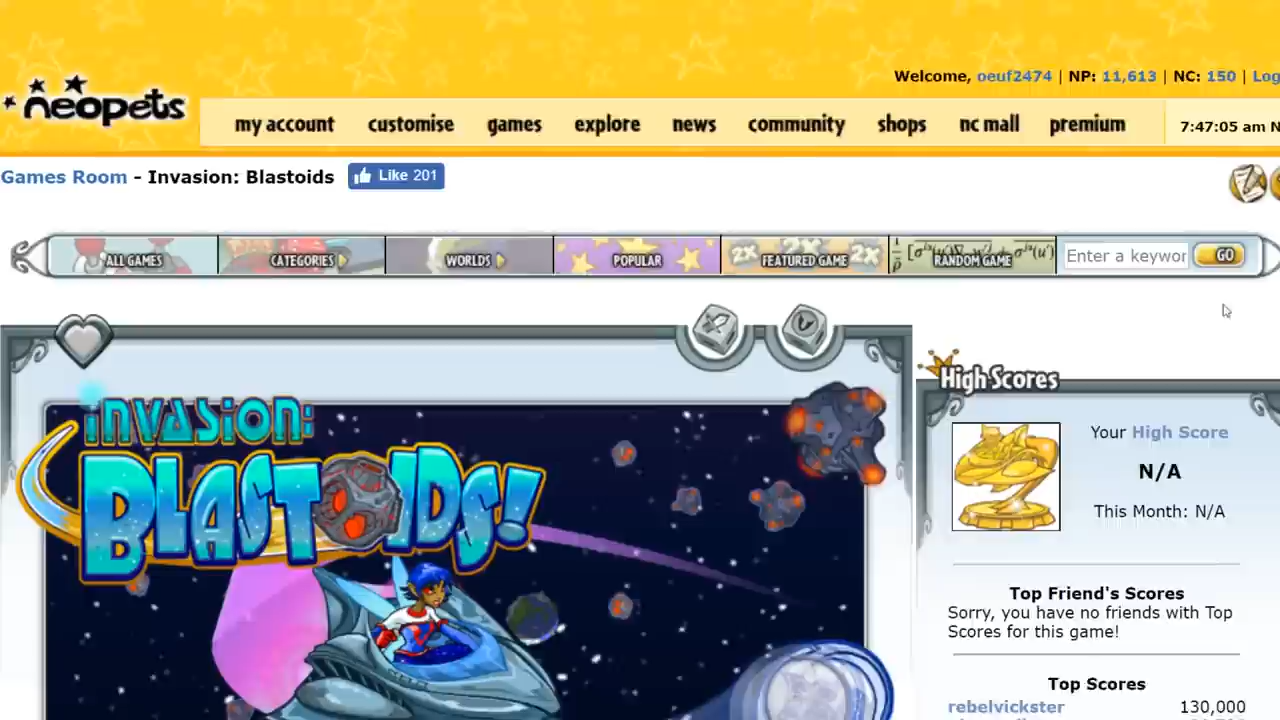 Welcome, oeuf2474 | NP: 11,613 | NC: 150 | Log
neopets
my account customise games explore news community shops nc mall premium 7:47:05 am N
Games Room - Invasion: Blastoids Like 201
ALL GAMES CATEGORIES WORLDS POPULAR 2X FEATURED GAME 2X RANDOM GAME Enter a keywor GO
High Scores
invasion:
BLASTOIDS!
Your High Score
N/A
This Month: N/A
Top Friend's Scores
Sorry, you have no friends with Top
Scores for this game!
Top Scores
rebelvickster 130,000